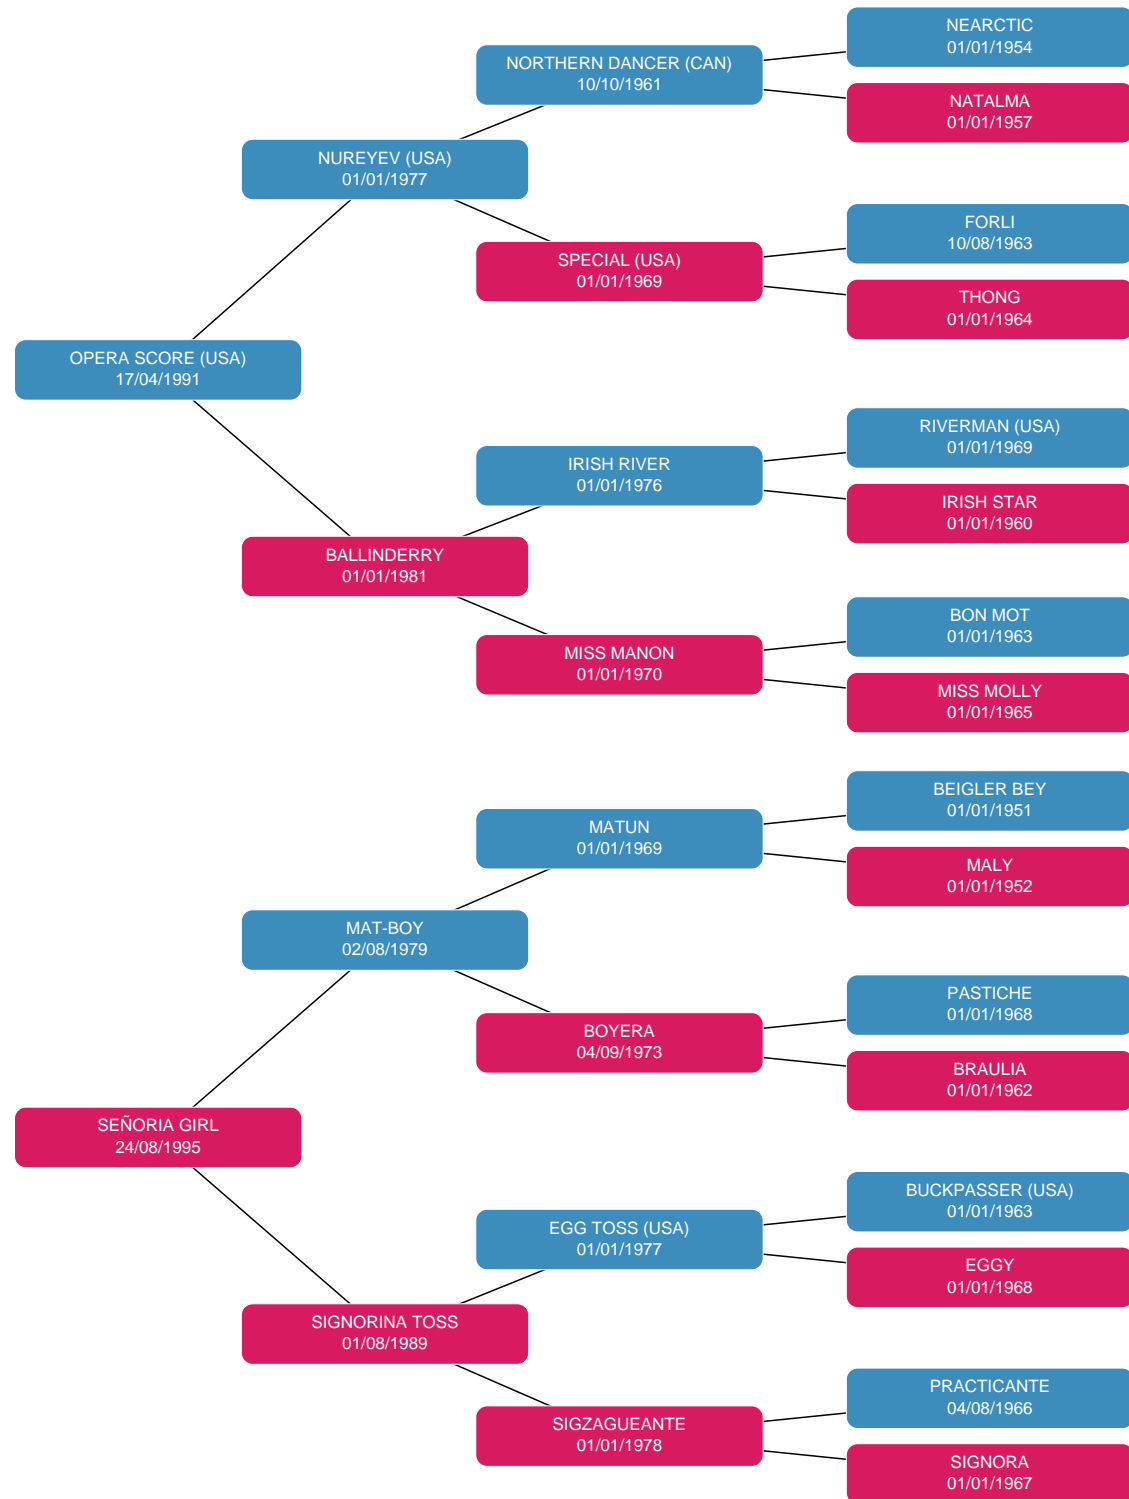 NEARCTIC
01/01/1954
NORTHERN DANCER (CAN)
10/10/1961
NATALMA
01/01/1957
NUREYEV (USA)
01/01/1977
FORLI
10/08/1963
SPECIAL (USA)
01/01/1969
THONG
01/01/1964
OPERA SCORE (USA)
17/04/1991
RIVERMAN (USA)
01/01/1969
IRISH RIVER
01/01/1976
IRISH STAR
01/01/1960
BALLINDERRY
01/01/1981
BON MOT
01/01/1963
MISS MANON
01/01/1970
MISS MOLLY
01/01/1965
BEIGLER BEY
01/01/1951
MATUN
01/01/1969
MALY
01/01/1952
MAT-BOY
02/08/1979
PASTICHE
01/01/1968
BOYERA
04/09/1973
BRAULIA
01/01/1962
SEÑORIA GIRL
24/08/1995
BUCKPASSER (USA)
01/01/1963
EGG TOSS (USA)
01/01/1977
EGGY
01/01/1968
SIGNORINA TOSS
01/08/1989
PRACTICANTE
04/08/1966
SIGZAGUEANTE
01/01/1978
SIGNORA
01/01/1967